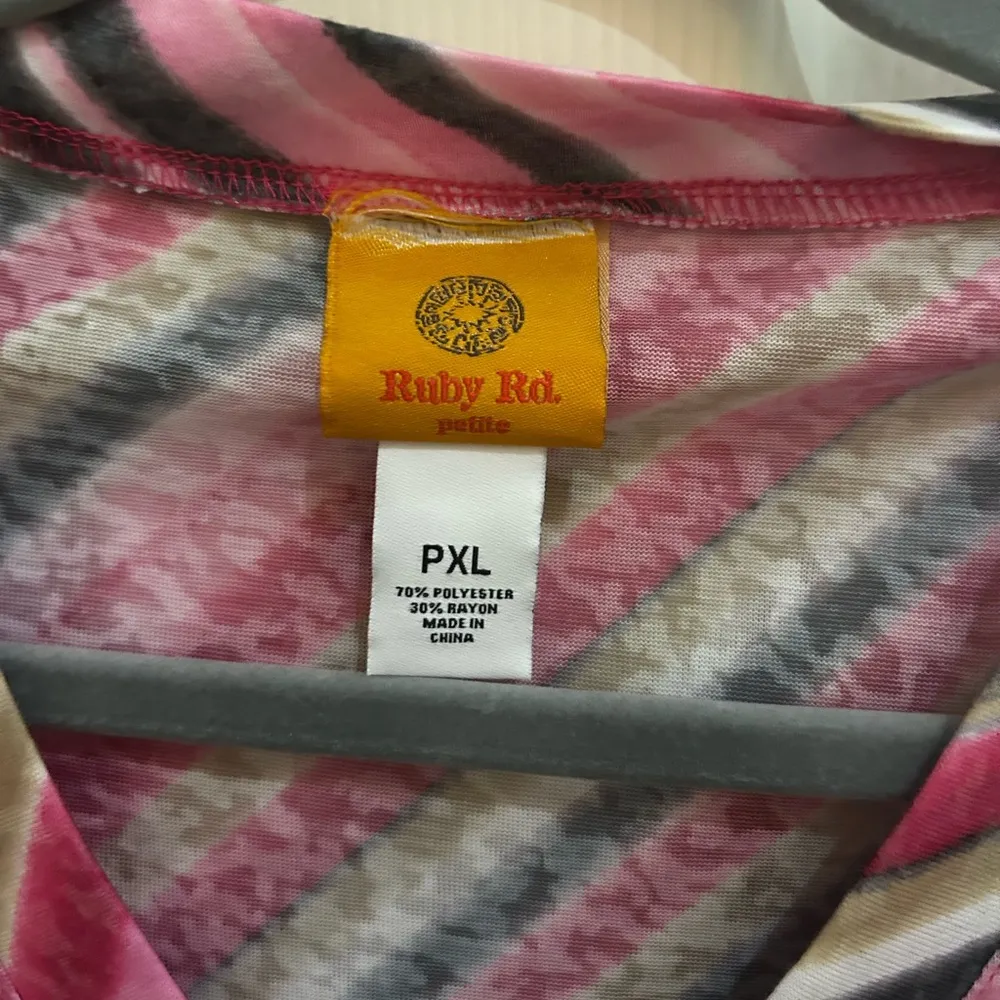 Ruby Rd.
petite
PXL
70% POLYESTER
30% RAYON
MADE IN
CHINA